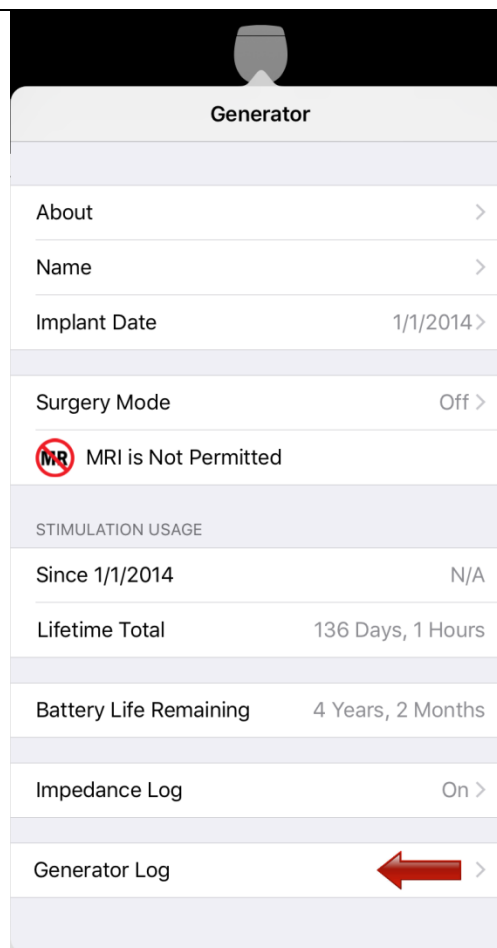 Generator
About
Name
Implant Date 1/1/2014
Surgery Mode Off
MR MRI is Not Permitted
STIMULATION USAGE
Since 1/1/2014 N/A
Lifetime Total 136 Days, 1 Hours
Battery Life Remaining 4 Years, 2 Months
Impedance Log On
Generator Log